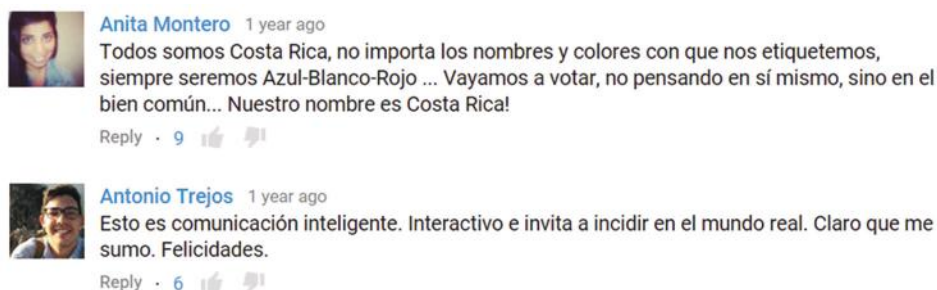 Anita Montero 1 year ago
Todos somos Costa Rica, no importa los nombres y colores con que nos etiquetemos,
siempre seremos Azul-Blanco-Rojo ... Vayamos a votar, no pensando en sí mismo, sino en el
bien común... Nuestro nombre es Costa Rica!
Reply · 9
Antonio Trejos 1 year ago
Esto es comunicación inteligente. Interactivo e invita a incidir en el mundo real. Claro que me
sumo. Felicidades.
Reply · 6